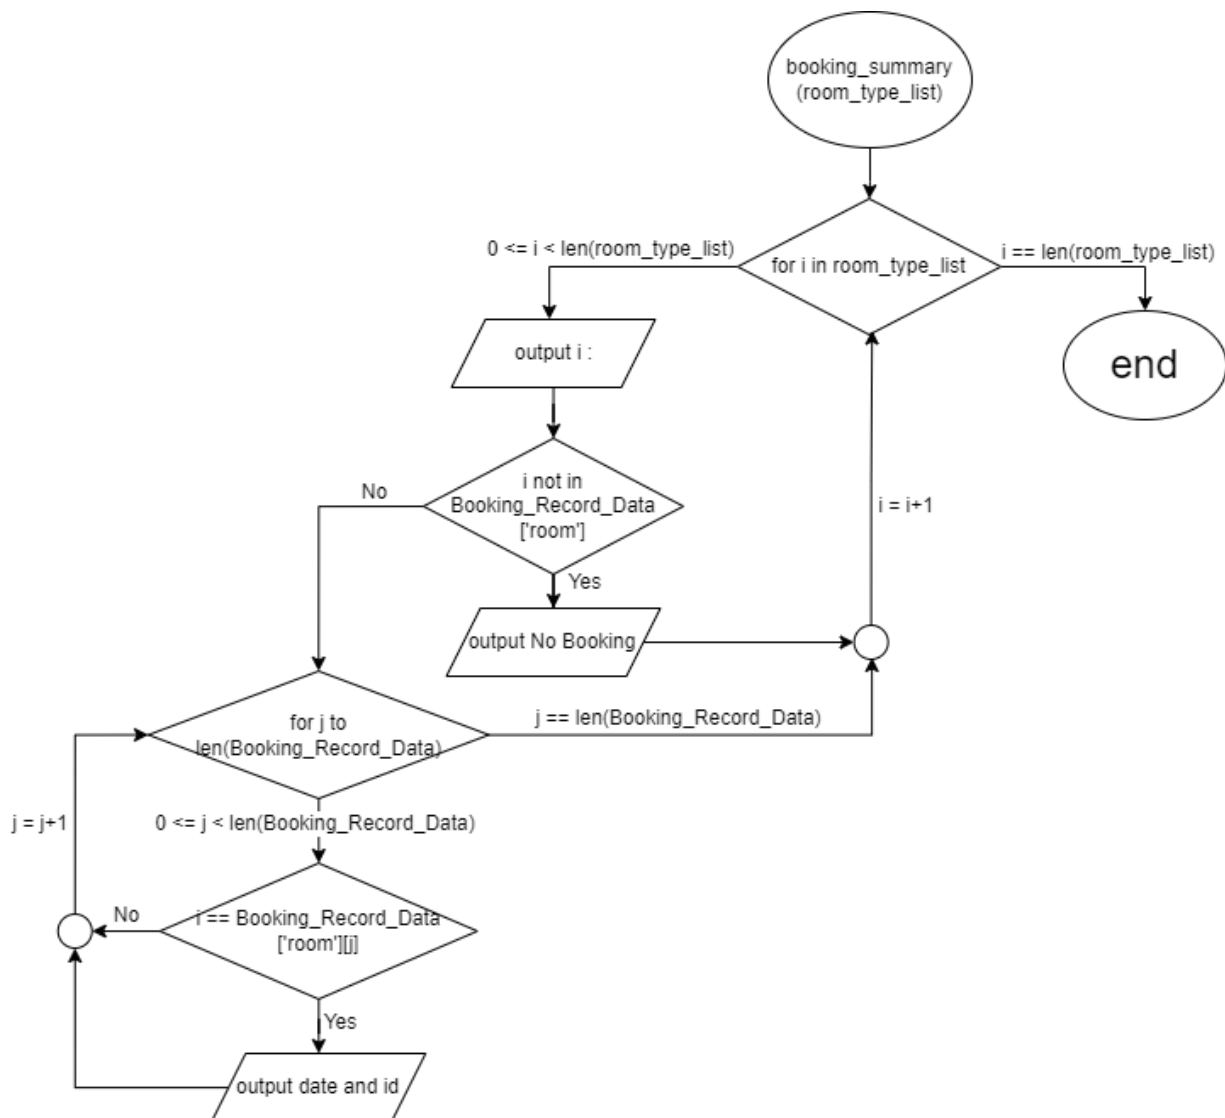 booking_summary
(room_type_list)
0 <= i < len(room_type_list)
for i in room_type_list
i == len(room_type_list)
output i :
end
i not in
Booking_Record_Data
['room']
No
i = i+1
Yes
output No Booking
for j to
len(Booking_Record_Data)
j == len(Booking_Record_Data)
j = j+1
0 <= j < len(Booking_Record_Data)
No
i == Booking_Record_Data
['room'][j]
Yes
output date and id